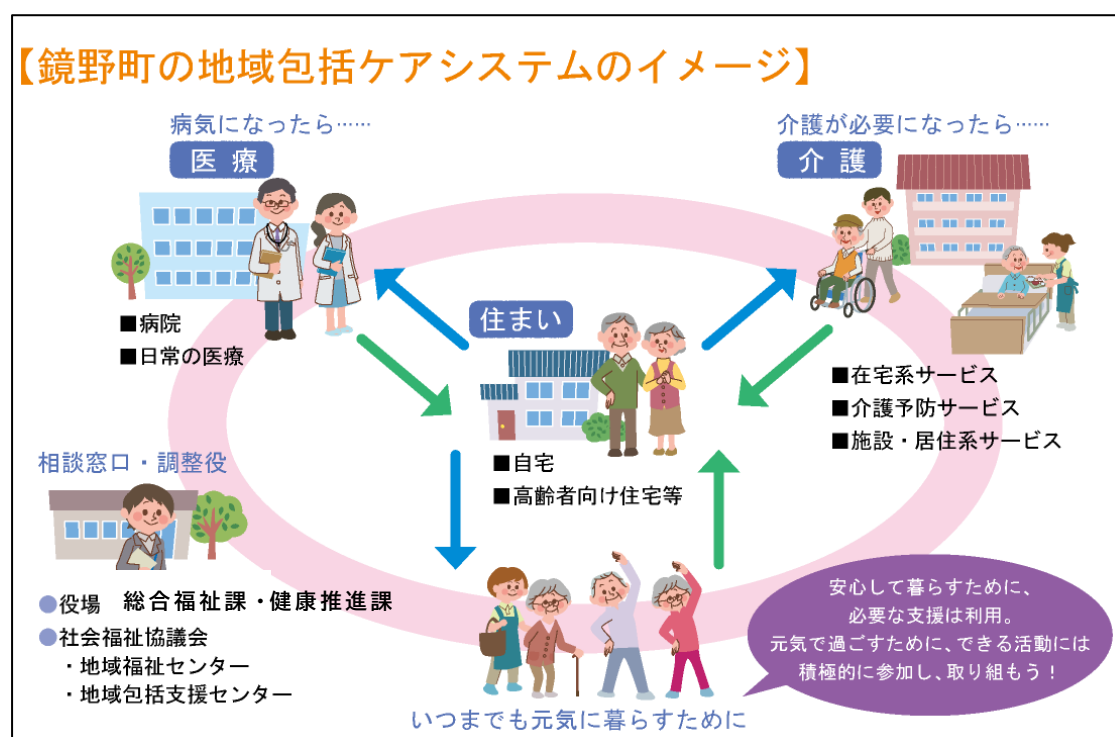 【鏡野町の地域包括ケアシステムのイメージ】
病気になったら……
医療
■病院
■日常の医療
介護が必要になったら……
介護
■在宅系サービス
■介護予防サービス
■施設・居住系サービス
住まい
■自宅
■高齢者向け住宅等
相談窓口・調整役
●役場 総合福祉課・健康推進課
●社会福祉協議会
・地域福祉センター
・地域包括支援センター
いつまでも元気に暮らすために
安心して暮らすために、
必要な支援は利用。
元気で過ごすために、できる活動には
積極的に参加し、取り組もう！